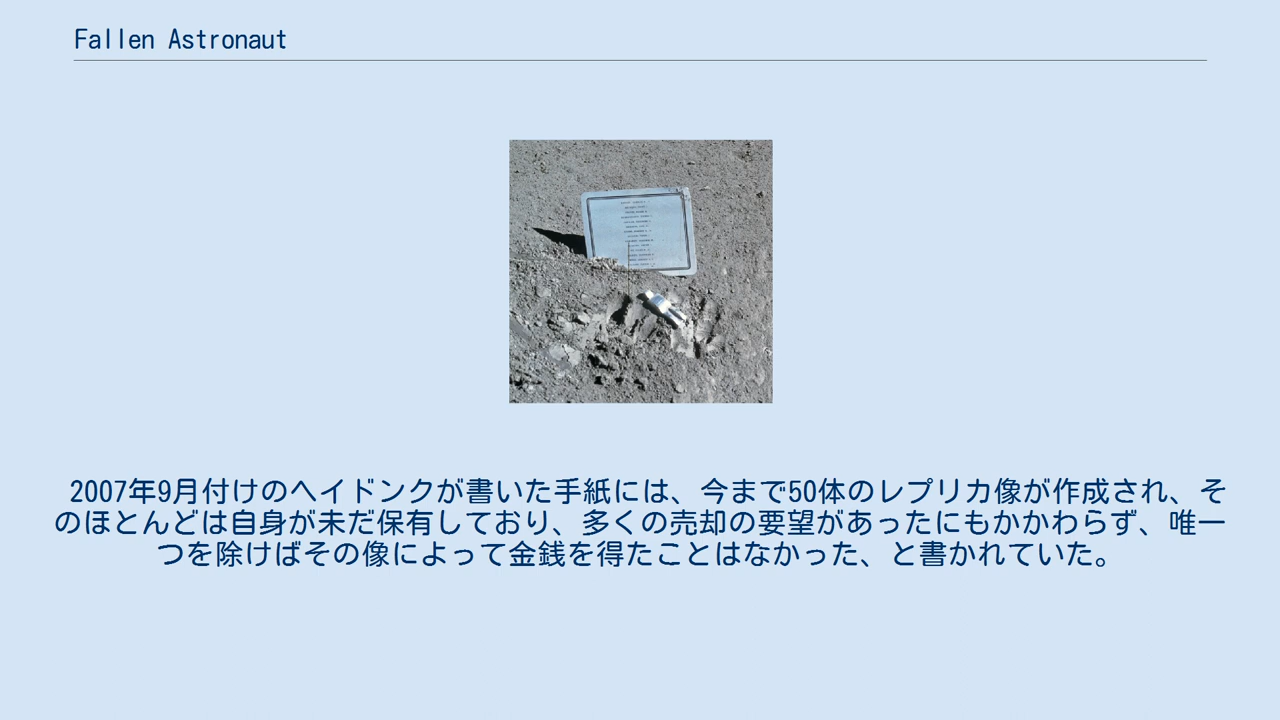 Fallen Astronaut
2007年9月付けのヘイドンクが書いた手紙には、今まで50体のレプリカ像が作成され、そ
のほとんどは自身が未だ保有しており、多くの売却の要望があったにもかかわらず、唯一
つを除けばその像によって金銭を得たことはなかった、と書かれていた。